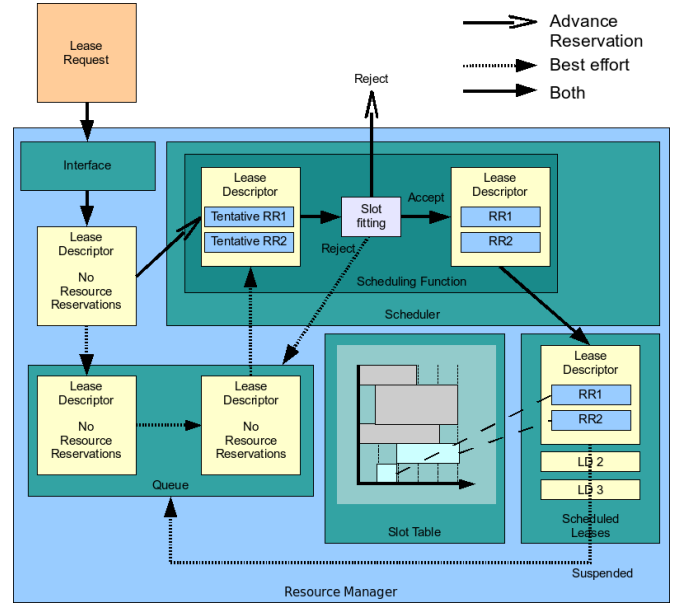 Advance
Reservation
Best effort
Both
Lease
Request
Reject
Interface
Lease
Descriptor
No
Resource
Reservations
Lease
Descriptor
Tentative RR1
Tentative RR2
Slot
fitting
Accept
Reject
Lease
Descriptor
RR1
RR2
Scheduling Function
Scheduler
Lease
Descriptor
No
Resource
Reservations
Lease
Descriptor
No
Resource
Reservations
Queue
Slot Table
Lease
Descriptor
RR1
RR2
LD 2
LD 3
Scheduled
Leases
Suspended
Resource Manager